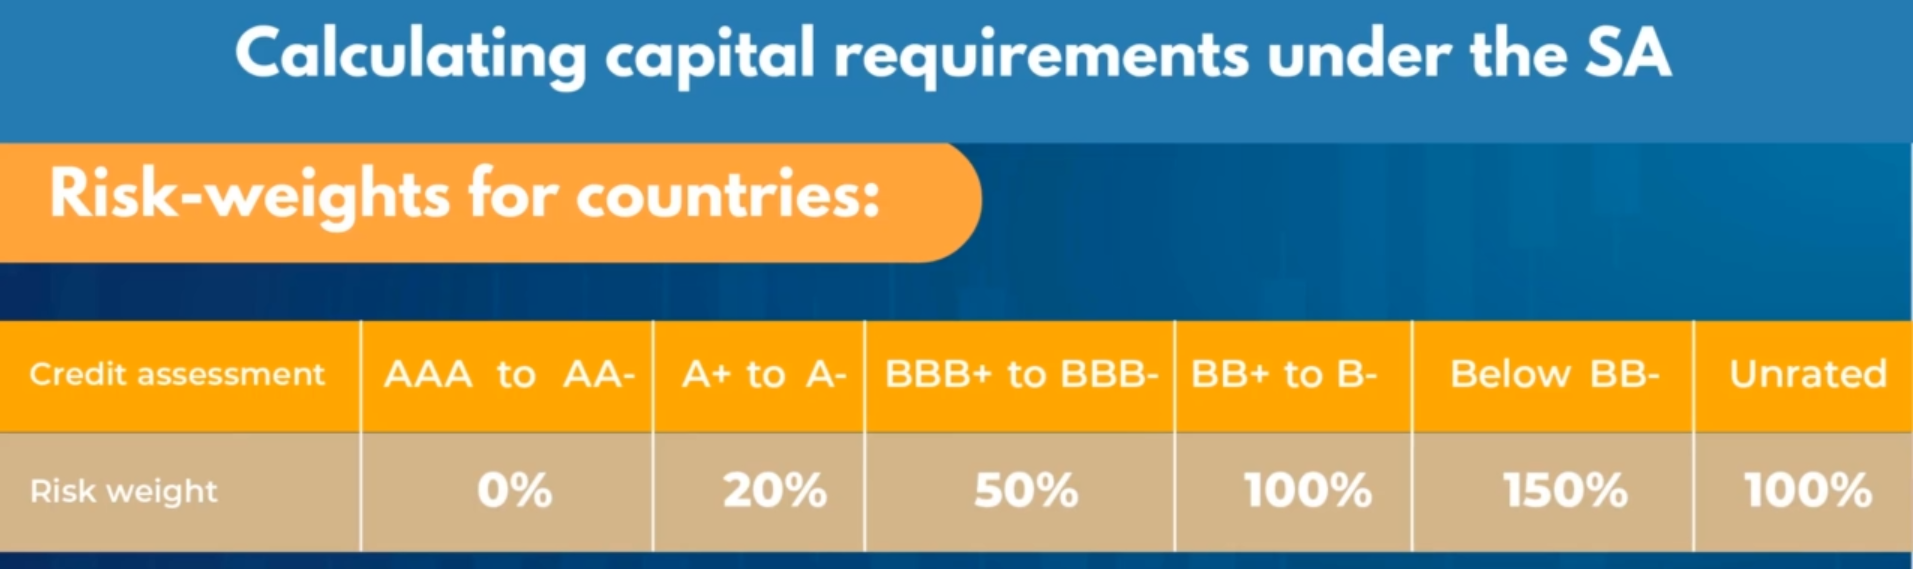 Calculating capital requirements under the SA
Risk-weights for countries:
Credit assessment AAA to AA- A+ to A- BBB+ to BBB- BB+ to B- Below BB- Unrated
Risk weight 0% 20% 50% 100% 150% 100%